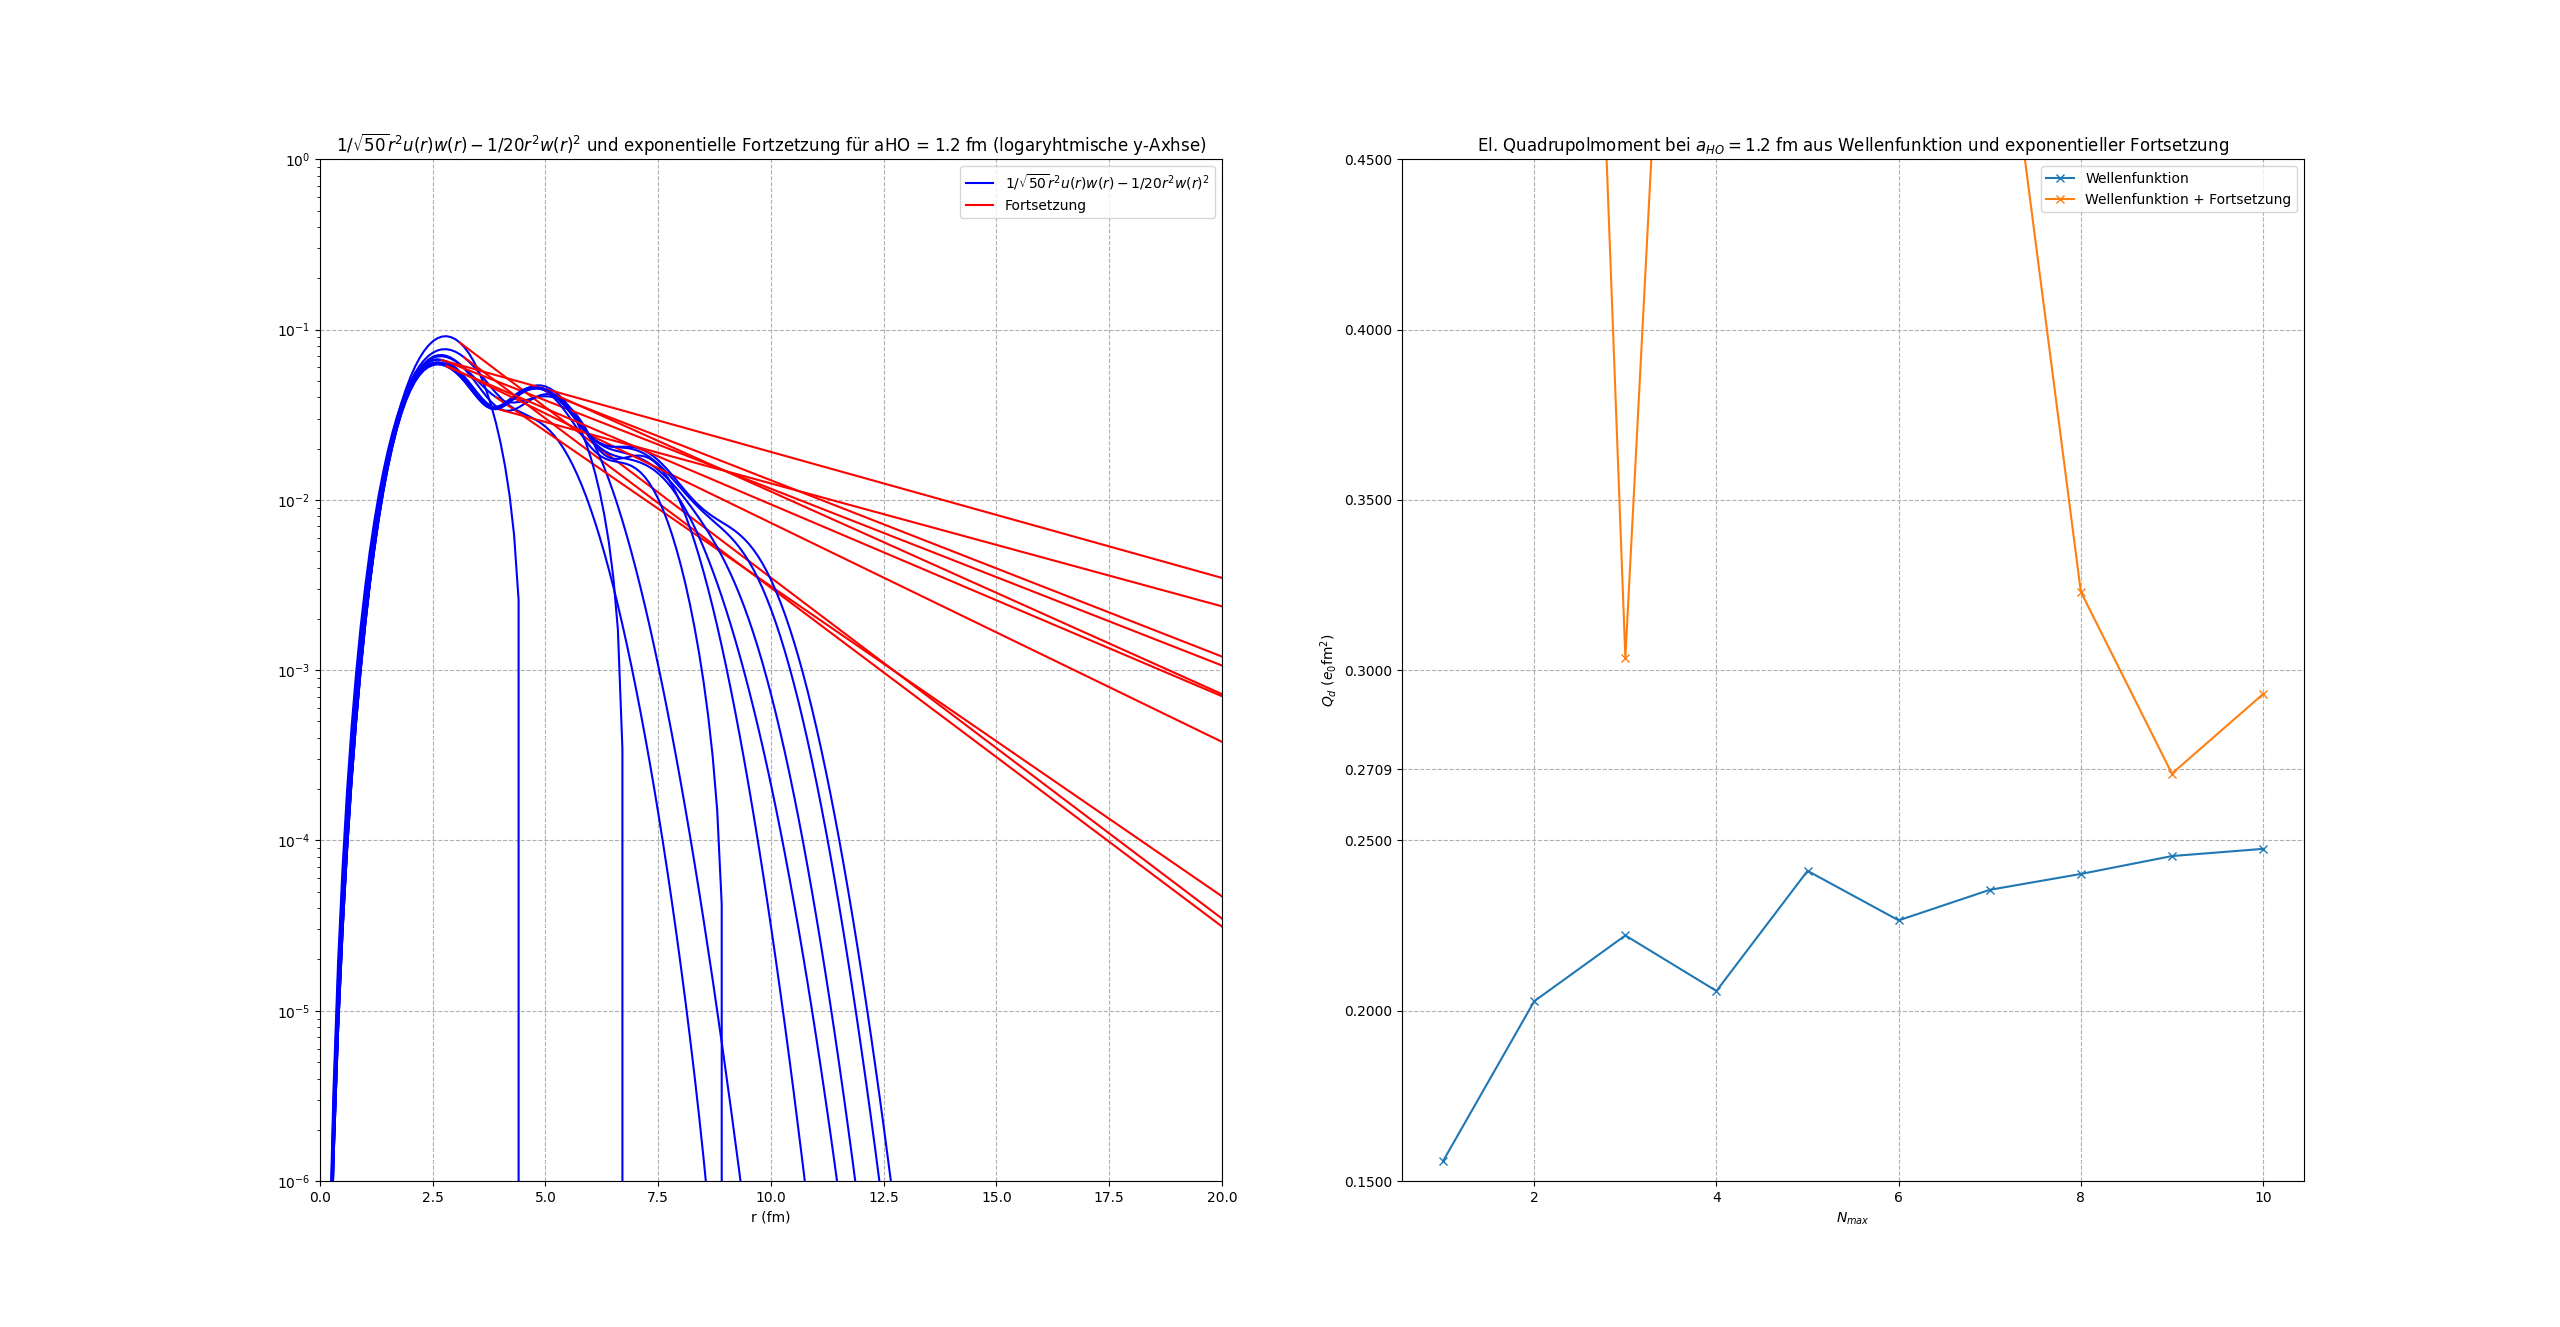 1/√50r²u(r)w(r) − 1/20r²w(r)² und exponentielle Fortzetzung für aHO = 1.2 fm (logaryhtmische y-Axhse)
1/√50r²u(r)w(r) − 1/20r²w(r)²
Fortsetzung
10⁰
10⁻¹
10⁻²
10⁻³
10⁻⁴
10⁻⁵
10⁻⁶
0.0 2.5 5.0 7.5 10.0 12.5 15.0 17.5 20.0
r (fm)
El. Quadrupolmoment bei a_HO = 1.2 fm aus Wellenfunktion und exponentieller Fortsetzung
Wellenfunktion
Wellenfunktion + Fortsetzung
Q_d (e₀fm²)
0.4500
0.4000
0.3500
0.3000
0.2709
0.2500
0.2000
0.1500
2 4 6 8 10
N_max